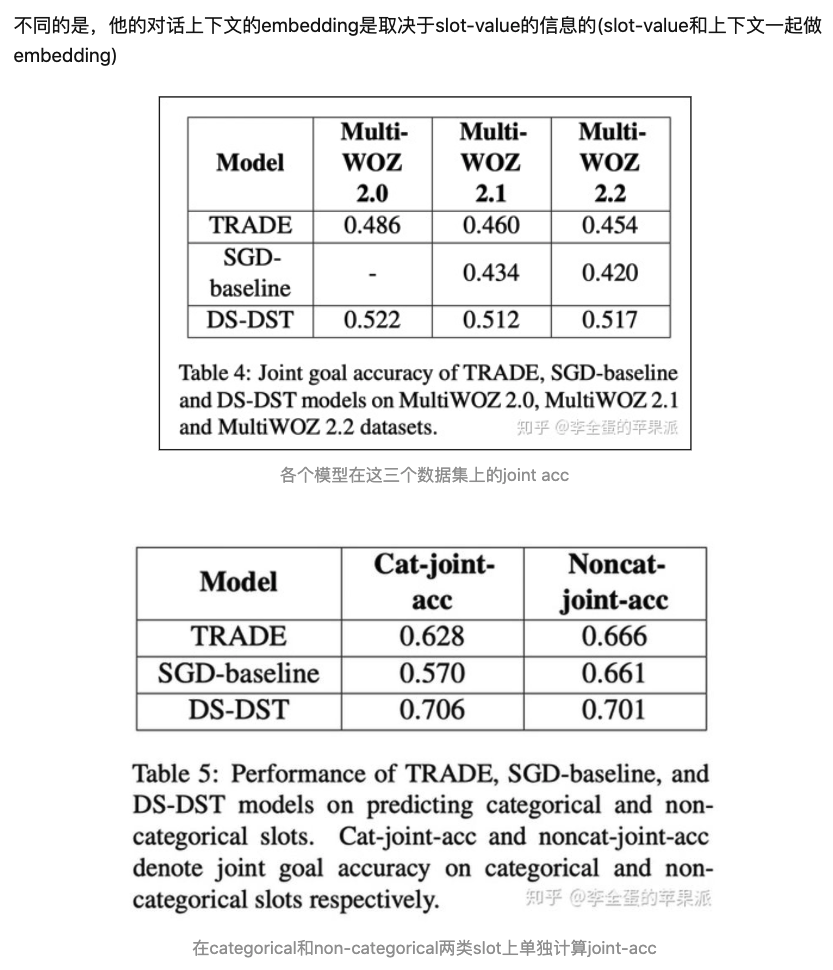 不同的是，他的对话上下文的embedding是取决于slot-value的信息的(slot-value和上下文一起做
embedding)
Model Multi-WOZ 2.0 Multi-WOZ 2.1 Multi-WOZ 2.2
TRADE 0.486 0.460 0.454
SGD-baseline - 0.434 0.420
DS-DST 0.522 0.512 0.517
Table 4: Joint goal accuracy of TRADE, SGD-baseline
and DS-DST models on MultiWOZ 2.0, MultiWOZ 2.1
and MultiWOZ 2.2 datasets.
知乎 @李全蛋的苹果派
各个模型在这三个数据集上的joint acc
Model Cat-joint-acc Noncat-joint-acc
TRADE 0.628 0.666
SGD-baseline 0.570 0.661
DS-DST 0.706 0.701
Table 5: Performance of TRADE, SGD-baseline, and
DS-DST models on predicting categorical and non-
categorical slots. Cat-joint-acc and noncat-joint-acc
denote joint goal accuracy on categorical and non-
categorical slots respectively.
知乎 @李全蛋的苹果派
在categorical和non-categorical两类slot上单独计算joint-acc